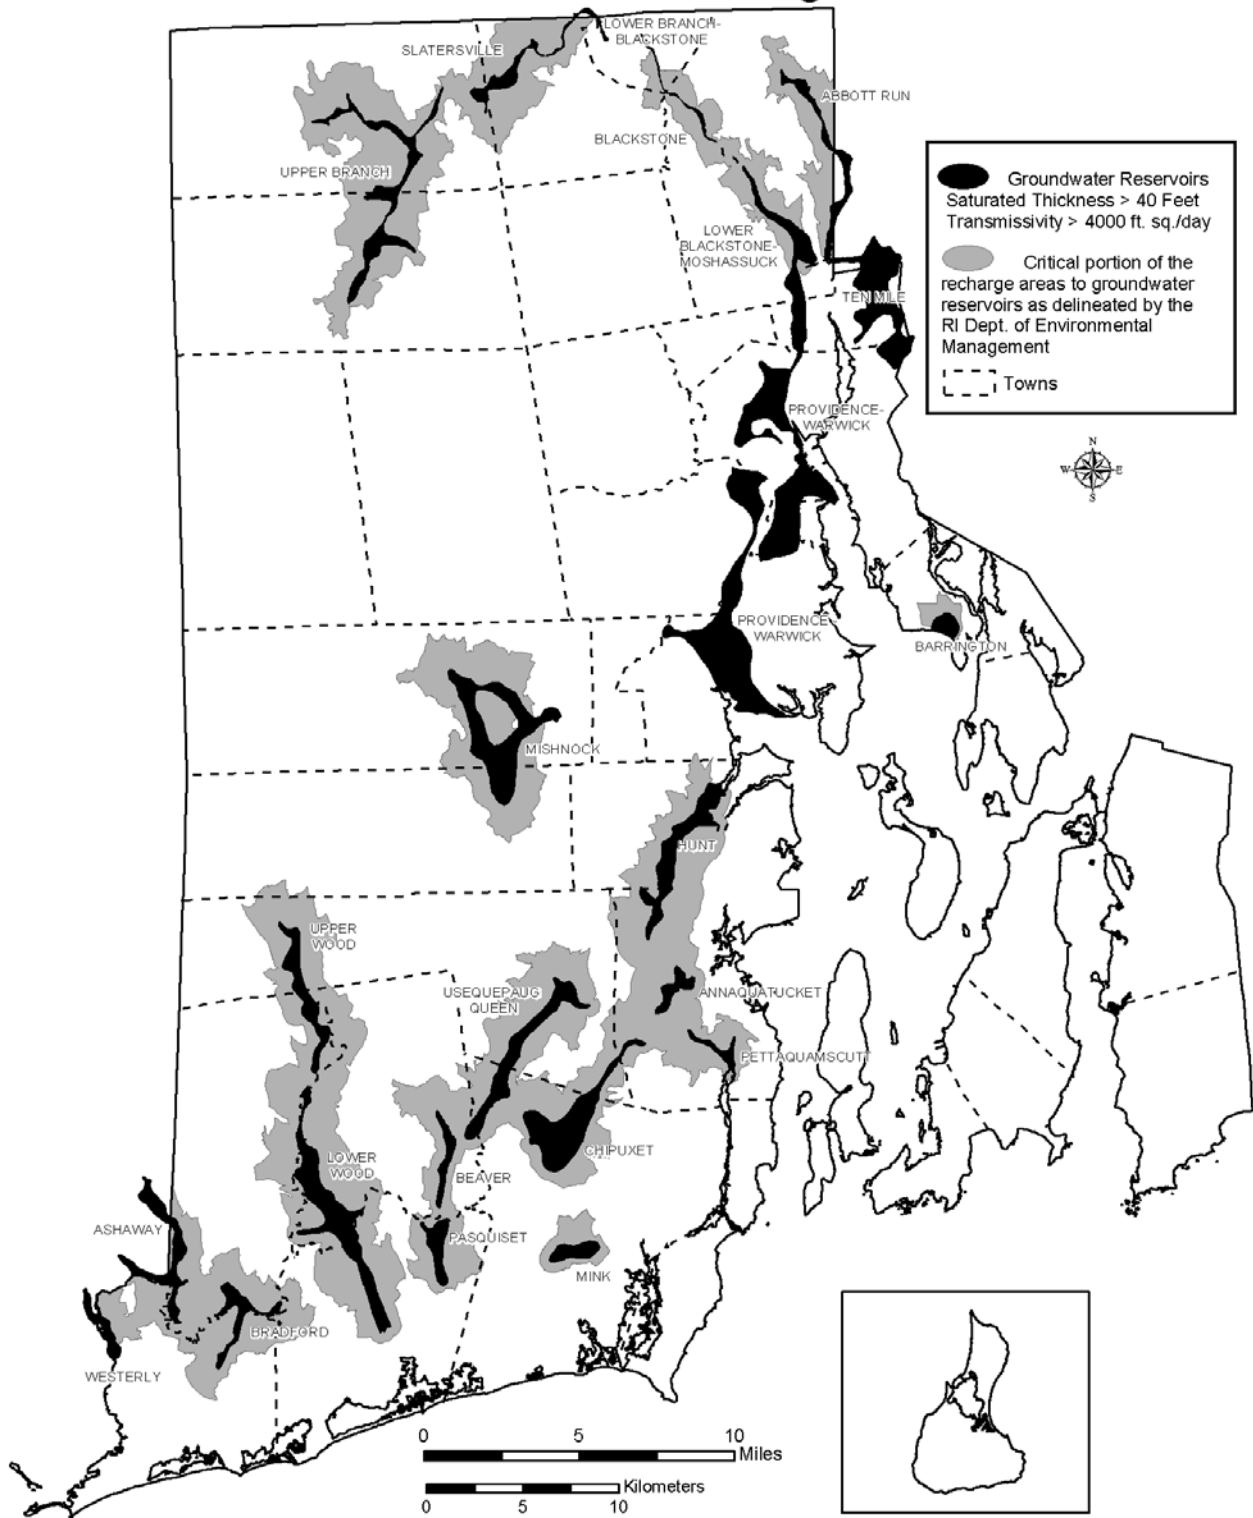 LOWER BRANCH-
BLACKSTONE
SLATERSVILLE
ABBOTT RUN
BLACKSTONE
UPPER BRANCH
Groundwater Reservoirs
Saturated Thickness > 40 Feet
Transmissivity > 4000 ft. sq./day
Critical portion of the
recharge areas to groundwater
reservoirs as delineated by the
RI Dept. of Environmental
Management
Towns
LOWER
BLACKSTONE-
MOSHASSUCK
TEN MILE
PROVIDENCE-
WARWICK
N
W
E
S
PROVIDENCE-
WARWICK
BARRINGTON
MISHNOCK
HUNT
UPPER
WOOD
USEQUEPAUG
QUEEN
ANNAQUATUCKET
PETTAQUAMSCUTT
CHIPUXET
LOWER
WOOD
BEAVER
ASHAWAY
PASQUISET
MINK
BRADFORD
WESTERLY
0 5 10
Miles
Kilometers
0 5 10